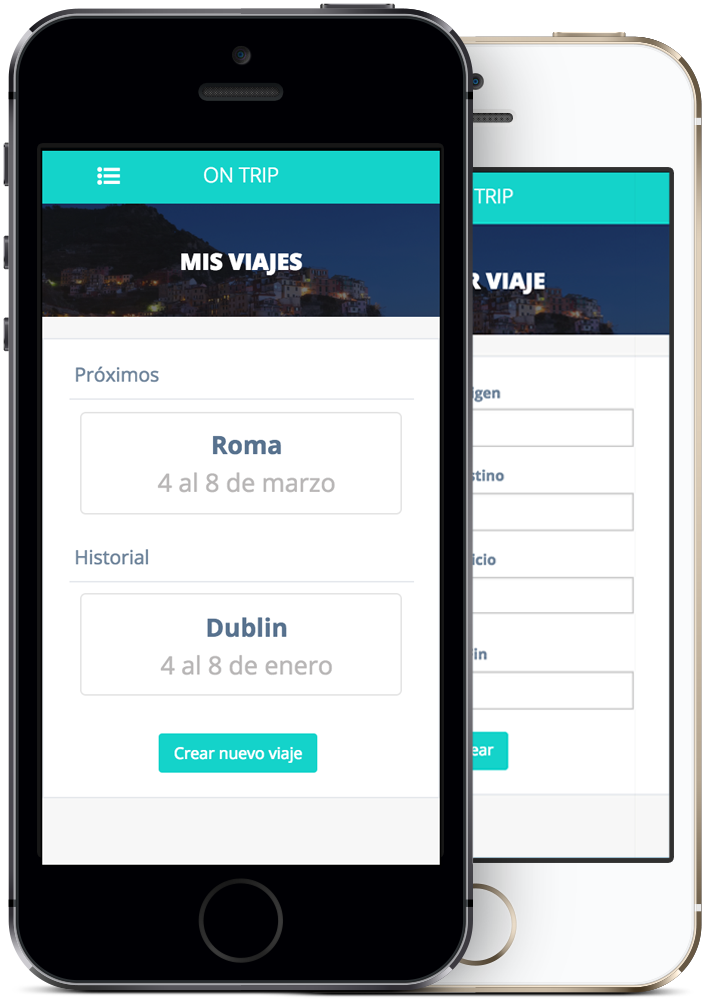 ON TRIP
MIS VIAJES
Próximos
Roma
4 al 8 de marzo
Historial
Dublin
4 al 8 de enero
Crear nuevo viaje
TRIP
R VIAJE
igen
stino
icio
in
ear